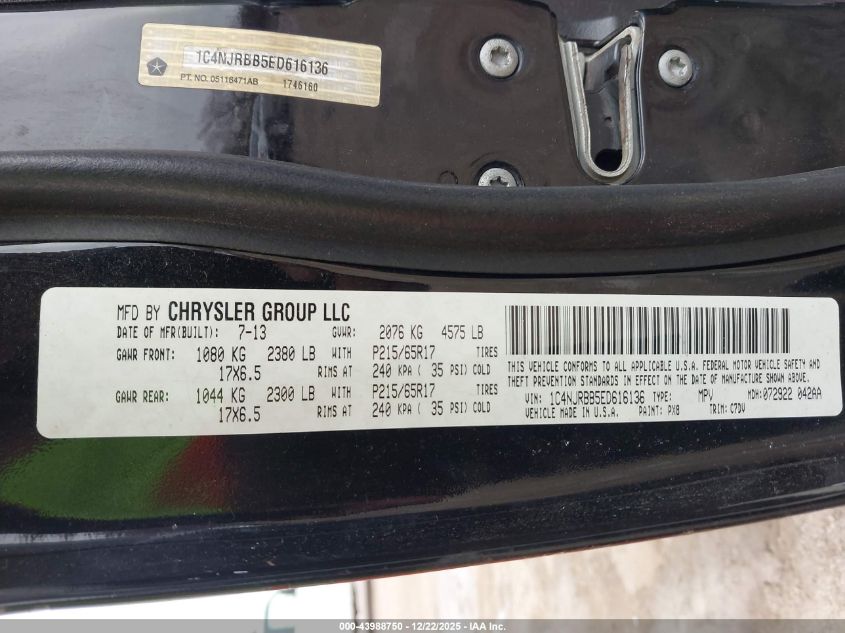 1C4NJRBB5ED616136
PT. NO. 05116471AB 1746160
MFD BY CHRYSLER GROUP LLC
DATE OF MFR(BUILT): 7-13 GVWR: 2076 KG 4575 LB
GAWR FRONT: 1080 KG 2380 LB WITH P215/65R17 TIRES
17X6.5 RIMS AT 240 KPA ( 35 PSI) COLD
GAWR REAR: 1044 KG 2300 LB WITH P215/65R17 TIRES
17X6.5 RIMS AT 240 KPA ( 35 PSI) COLD
THIS VEHICLE CONFORMS TO ALL APPLICABLE U.S.A. FEDERAL MOTOR VEHICLE SAFETY AND
THEFT PREVENTION STANDARDS IN EFFECT ON THE DATE OF MANUFACTURE SHOWN ABOVE.
VIN: 1C4NJRBB5ED616136 TYPE: MPV MDH: 072922 042AA
VEHICLE MADE IN U.S.A. PAINT: PX8 TRIM: C7DV
000-43988750 - 12/22/2025 - IAA Inc.